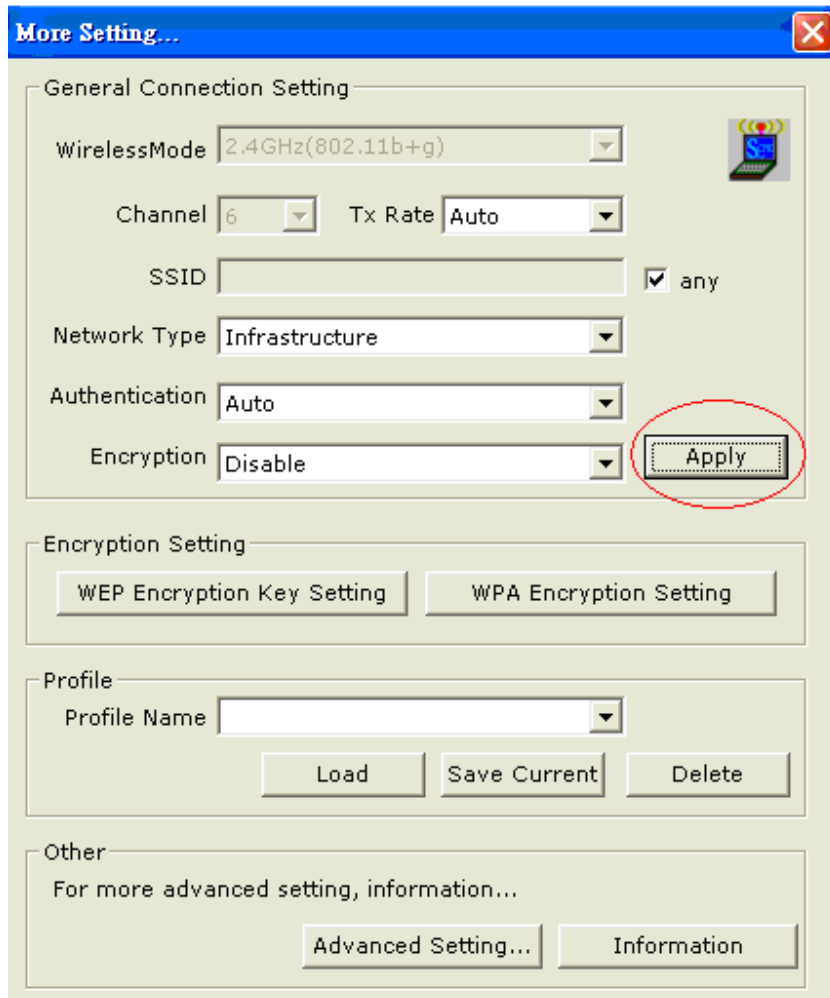 More Setting...
General Connection Setting
WirelessMode 2.4GHz(802.11b+g)
Channel 6 Tx Rate Auto
SSID any
Network Type Infrastructure
Authentication Auto
Encryption Disable Apply
Encryption Setting
WEP Encryption Key Setting WPA Encryption Setting
Profile
Profile Name
Load Save Current Delete
Other
For more advanced setting, information...
Advanced Setting... Information